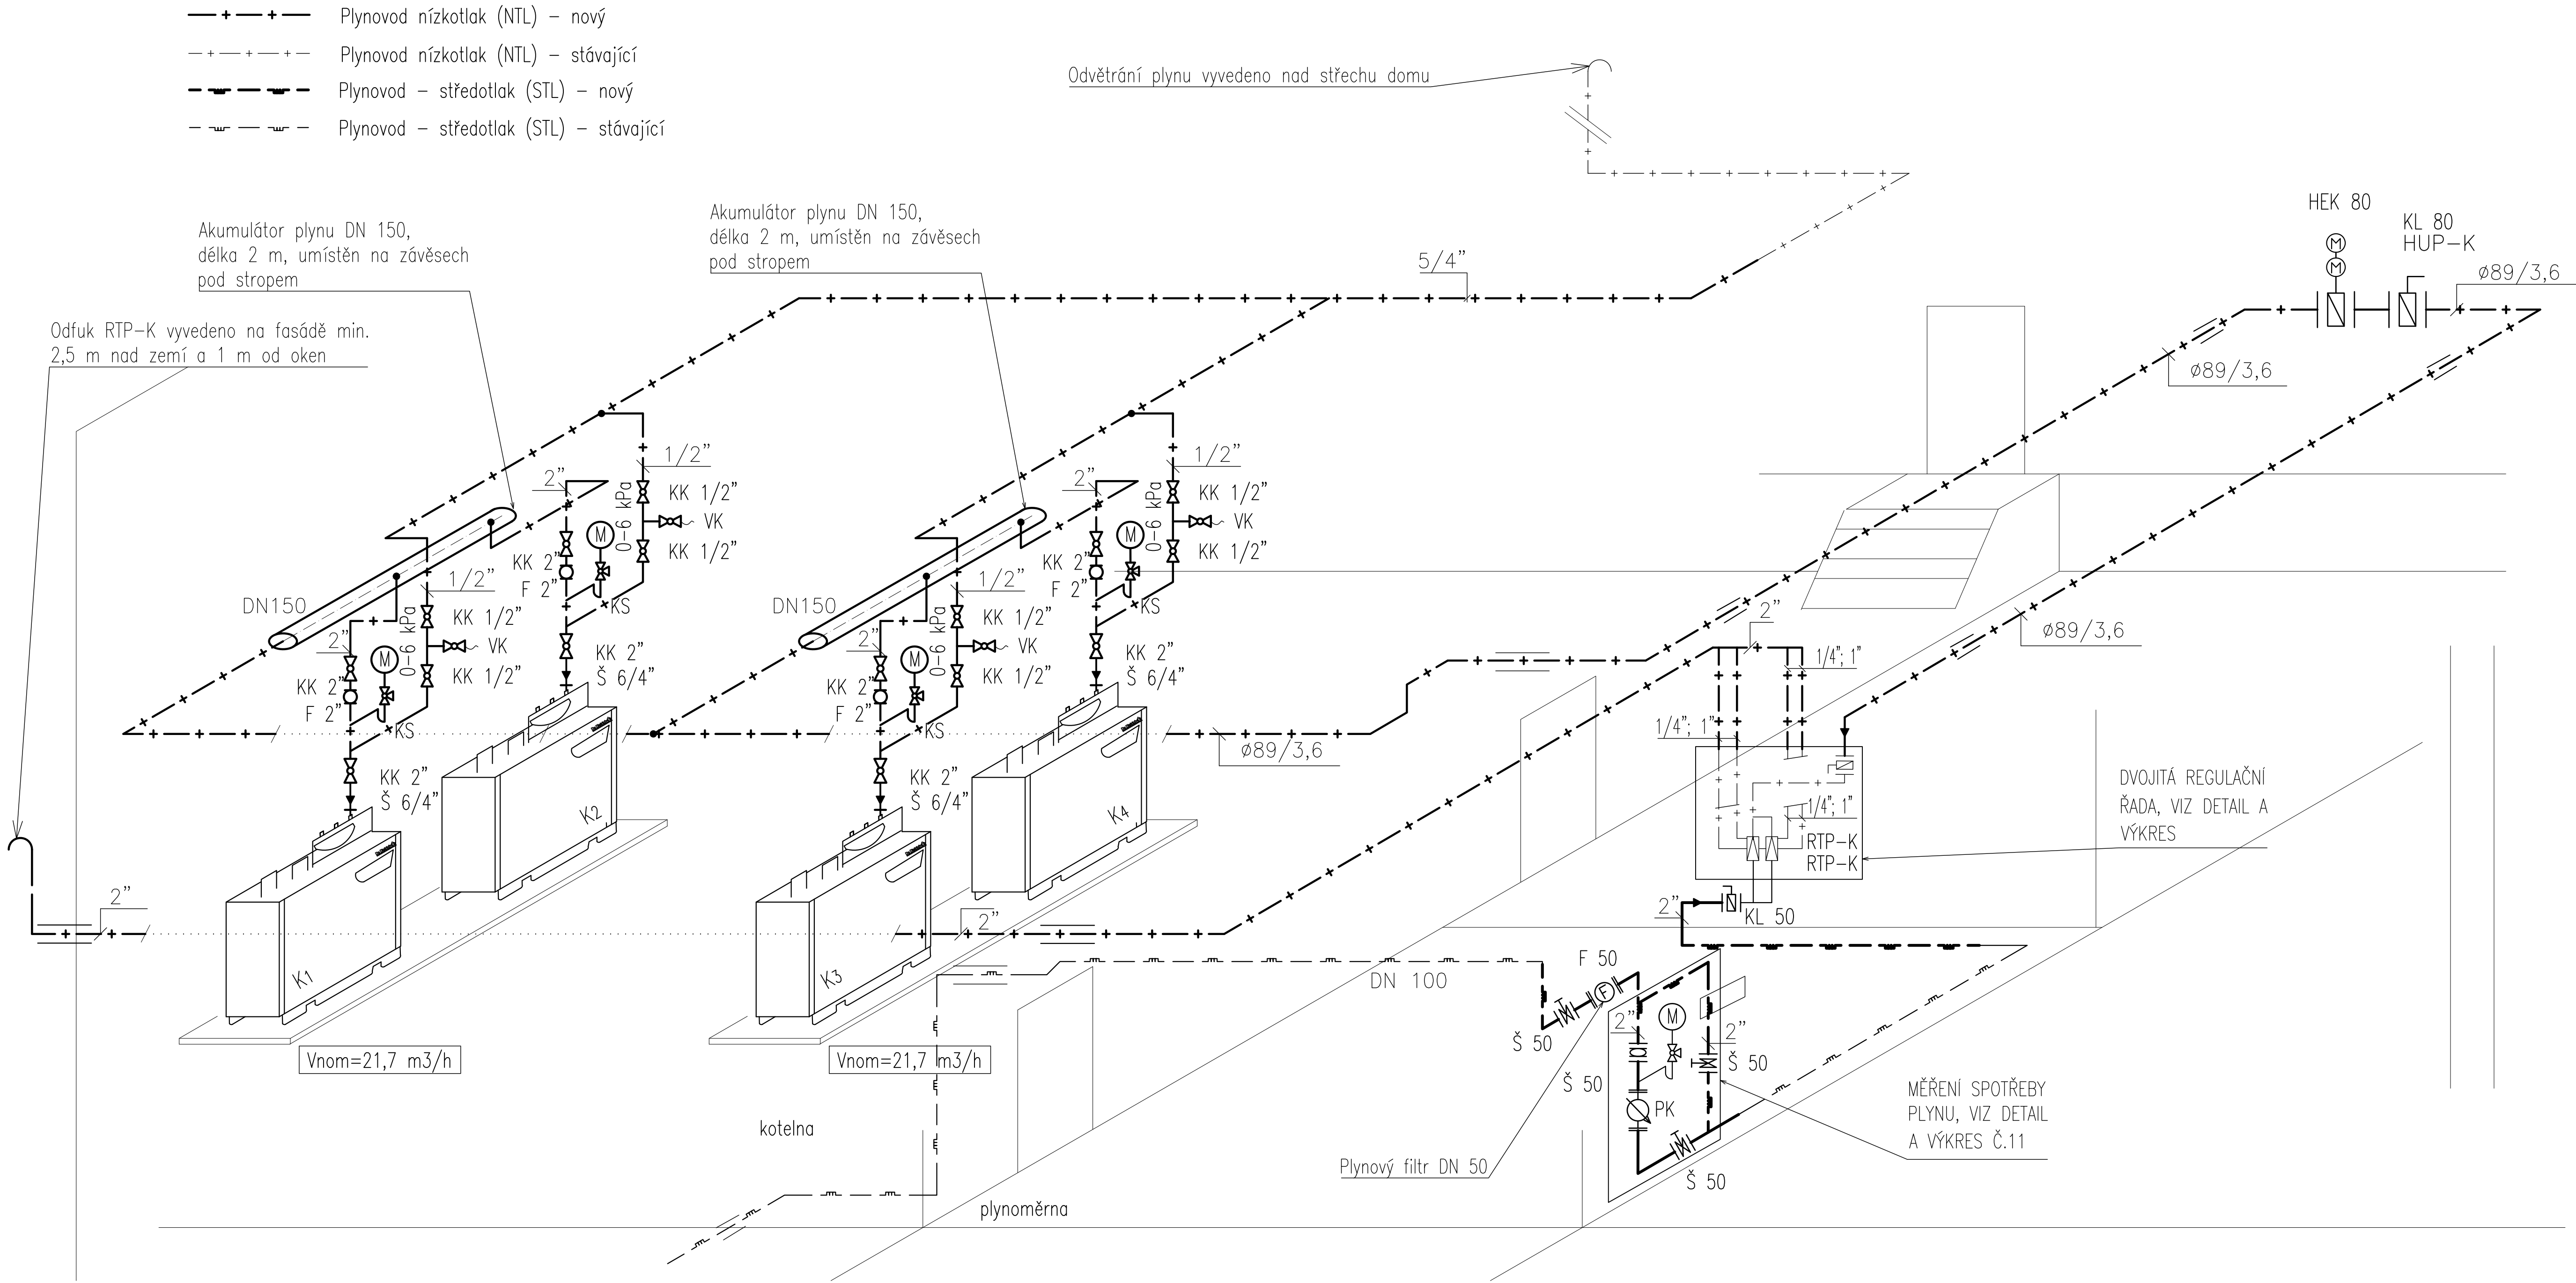 Plynovod nízkotlak (NTL) – nový
Plynovod nízkotlak (NTL) – stávající
Plynovod – středotlak (STL) – nový
Plynovod – středotlak (STL) – stávající
Odvětrání plynu vyvedeno nad střechu domu
HEK 80
KL 80
HUP-K
ø89/3,6
ø89/3,6
Akumulátor plynu DN 150,
délka 2 m, umístěn na závěsech
pod stropem
Akumulátor plynu DN 150,
délka 2 m, umístěn na závěsech
pod stropem
5/4"
Odfuk RTP-K vyvedeno na fasádě min.
2,5 m nad zemí a 1 m od oken
1/2"
2"
KK 1/2"
0-6 kPa
M
VK
KK 1/2"
KK 2"
F 2"
KS
KK 2"
Š 6/4"
DN150
1/2"
2"
KK 1/2"
0-6 kPa
M
VK
KK 1/2"
KK 2"
F 2"
KS
KK 2"
Š 6/4"
1/2"
2"
KK 1/2"
0-6 kPa
M
VK
KK 1/2"
KK 2"
F 2"
KS
KK 2"
Š 6/4"
DN150
1/2"
2"
KK 1/2"
0-6 kPa
M
VK
KK 1/2"
KK 2"
F 2"
KS
KK 2"
Š 6/4"
M
M
K1
K2
K3
K4
ø89/3,6
ø89/3,6
2"
1/4"; 1"
1/4"; 1"
1/4"; 1"
RTP-K
RTP-K
DVOJITÁ REGULAČNÍ
ŘADA, VIZ DETAIL A
VÝKRES
2"
KL 50
2"
2"
DN 100
F 50
F
Š 50
2"
M
2"
Š 50
Š 50
PK
Š 50
MĚŘENÍ SPOTŘEBY
PLYNU, VIZ DETAIL
A VÝKRES Č.11
Plynový filtr DN 50
Vnom=21,7 m3/h
Vnom=21,7 m3/h
kotelna
plynoměrna